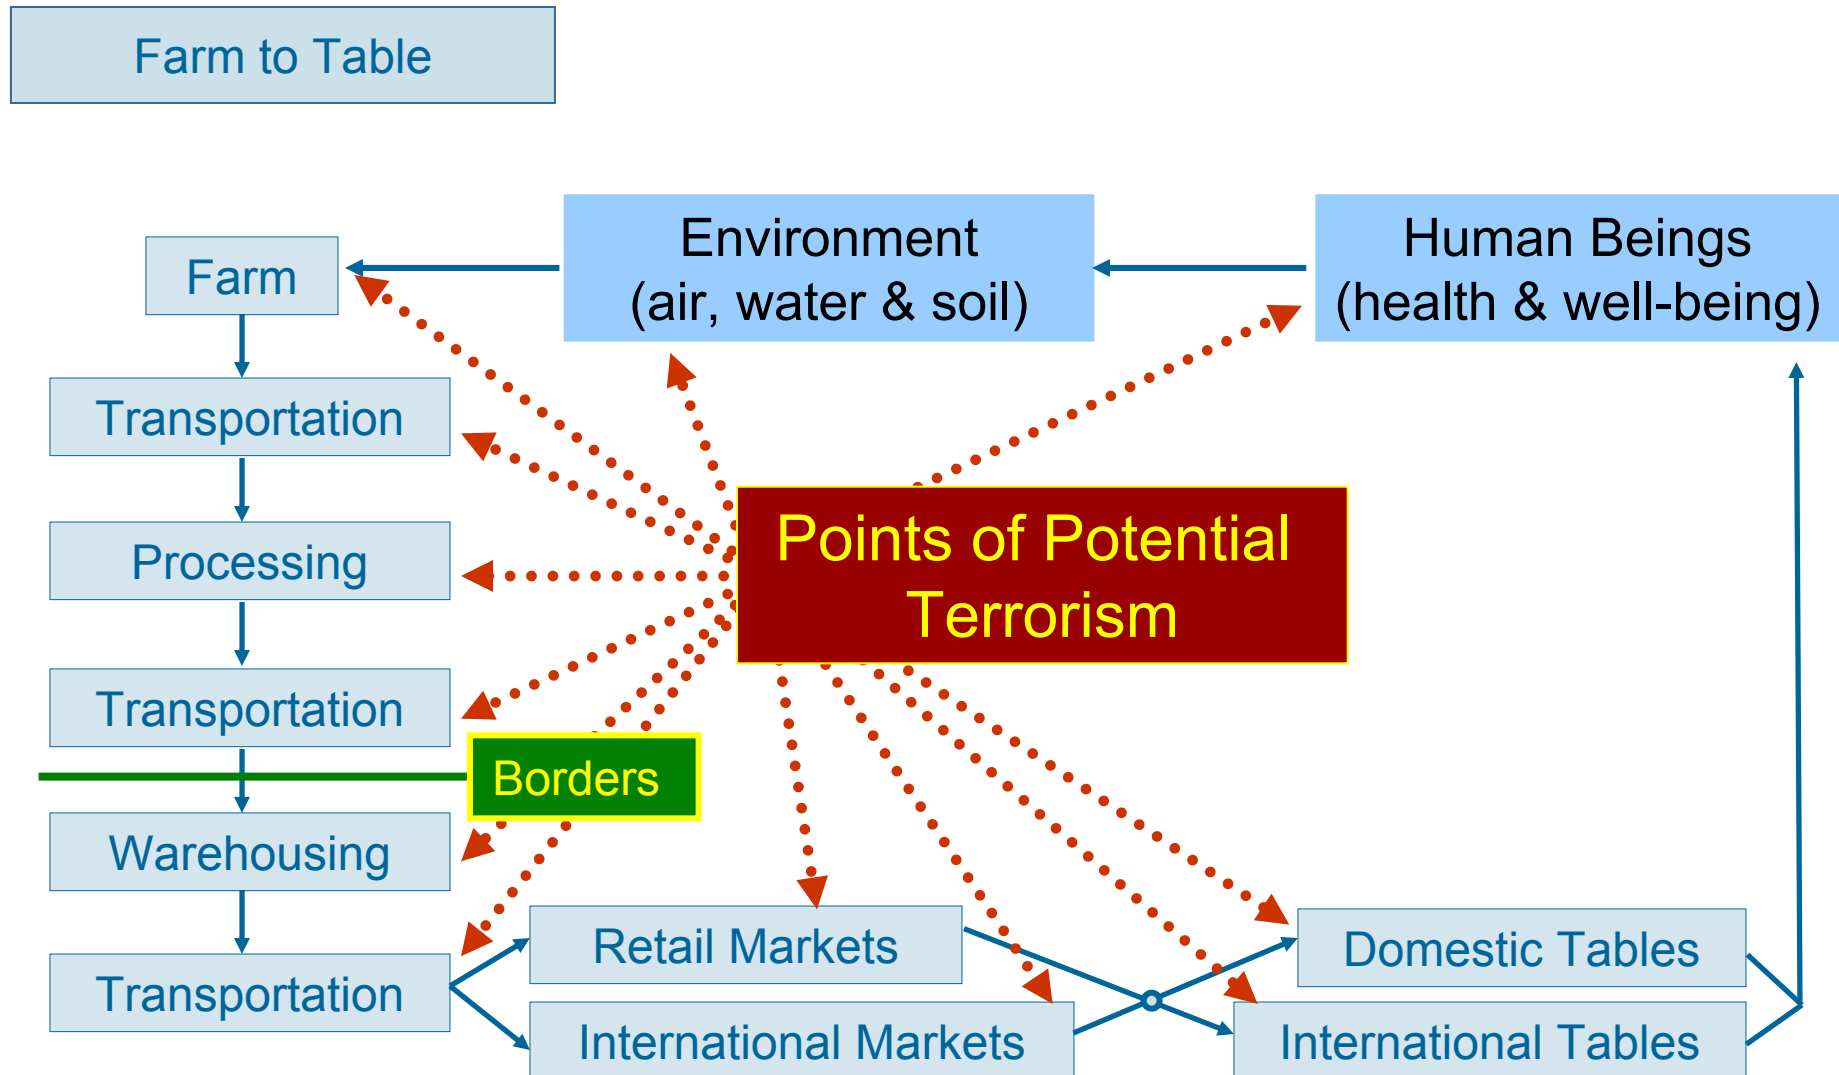 Farm to Table
Environment
(air, water & soil)
Human Beings
(health & well-being)
Farm
Transportation
Processing
Points of Potential
Terrorism
Transportation
Borders
Warehousing
Transportation
Retail Markets
International Markets
Domestic Tables
International Tables